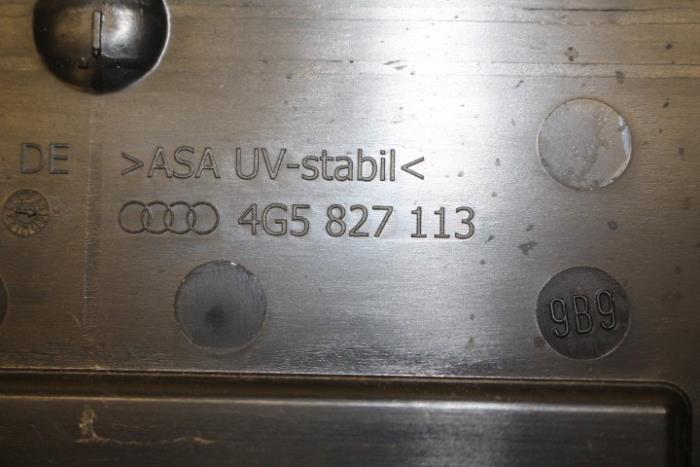 DE >ASA UV-stabil<
4G5 827 113
9B9